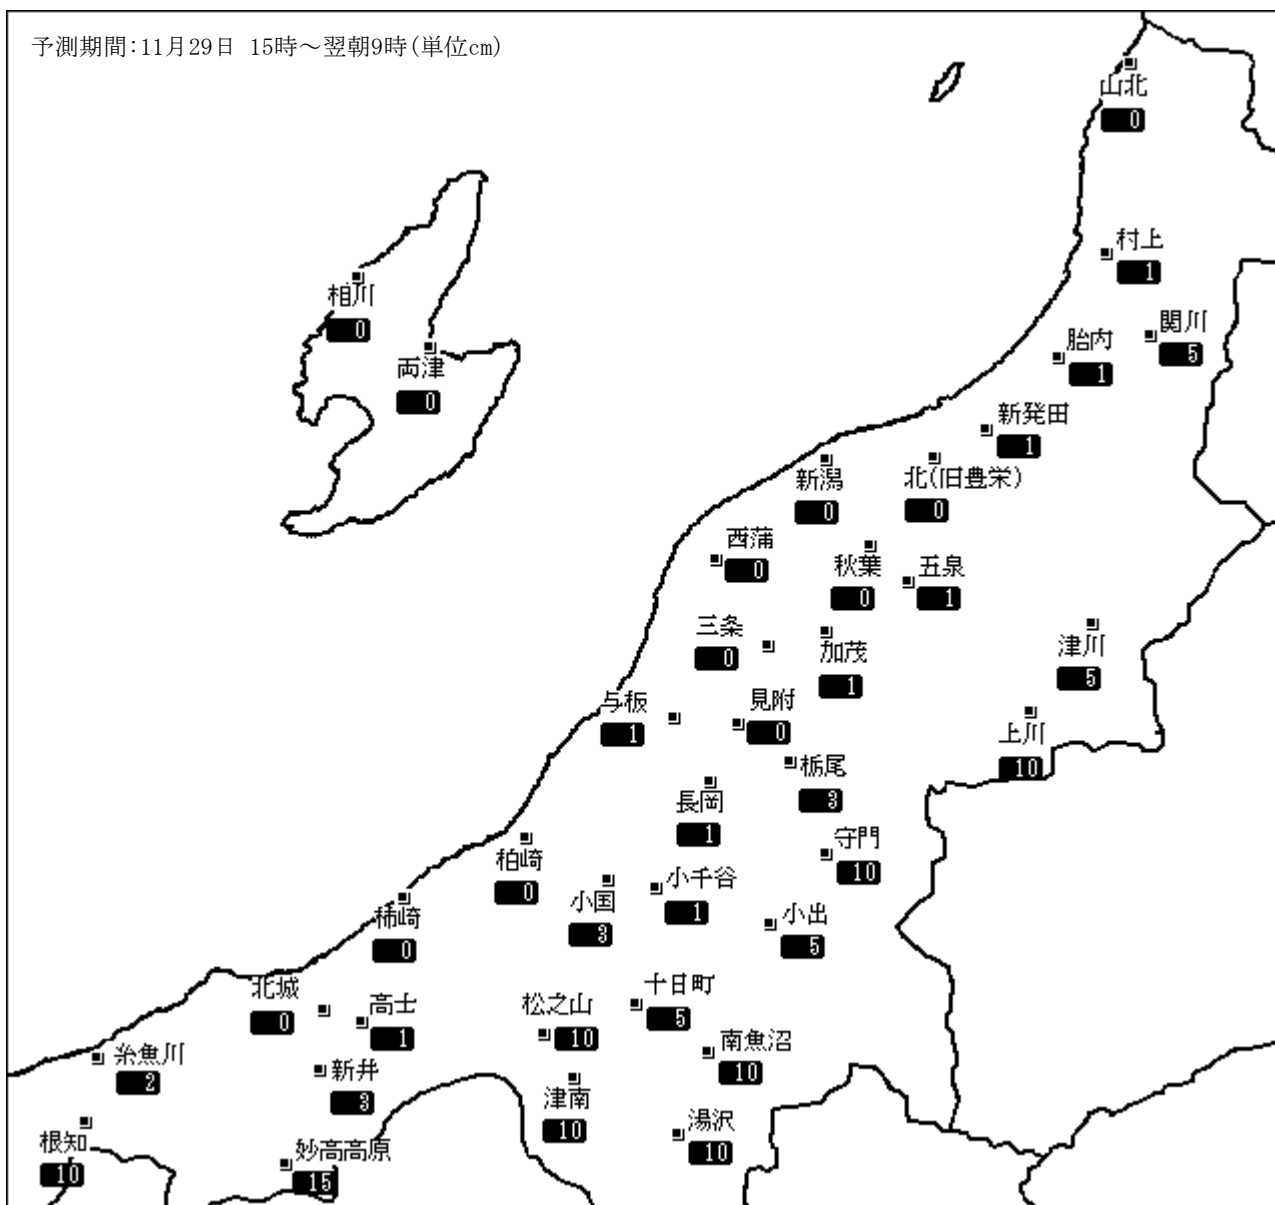 予測期間:11月29日 15時～翌朝9時(単位cm)
山北
0
村上
1
相川
0
関川
5
胎内
1
両津
0
新発田
1
新潟
0
北(旧豊栄)
0
西蒲
0
秋葉
0
五泉
1
三条
0
加茂
1
津川
5
与板
1
見附
0
上川
10
栃尾
3
長岡
1
守門
10
柏崎
0
小国
3
小千谷
1
小出
5
柿崎
0
北城
0
高士
1
松之山
10
十日町
5
南魚沼
10
糸魚川
2
新井
3
津南
10
湯沢
10
根知
10
妙高高原
15